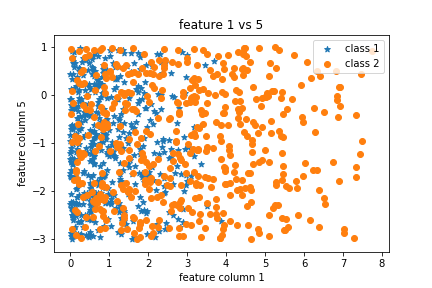 feature 1 vs 5
class 1
class 2
1
0
−1
−2
−3
feature column 5
0 1 2 3 4 5 6 7 8
feature column 1